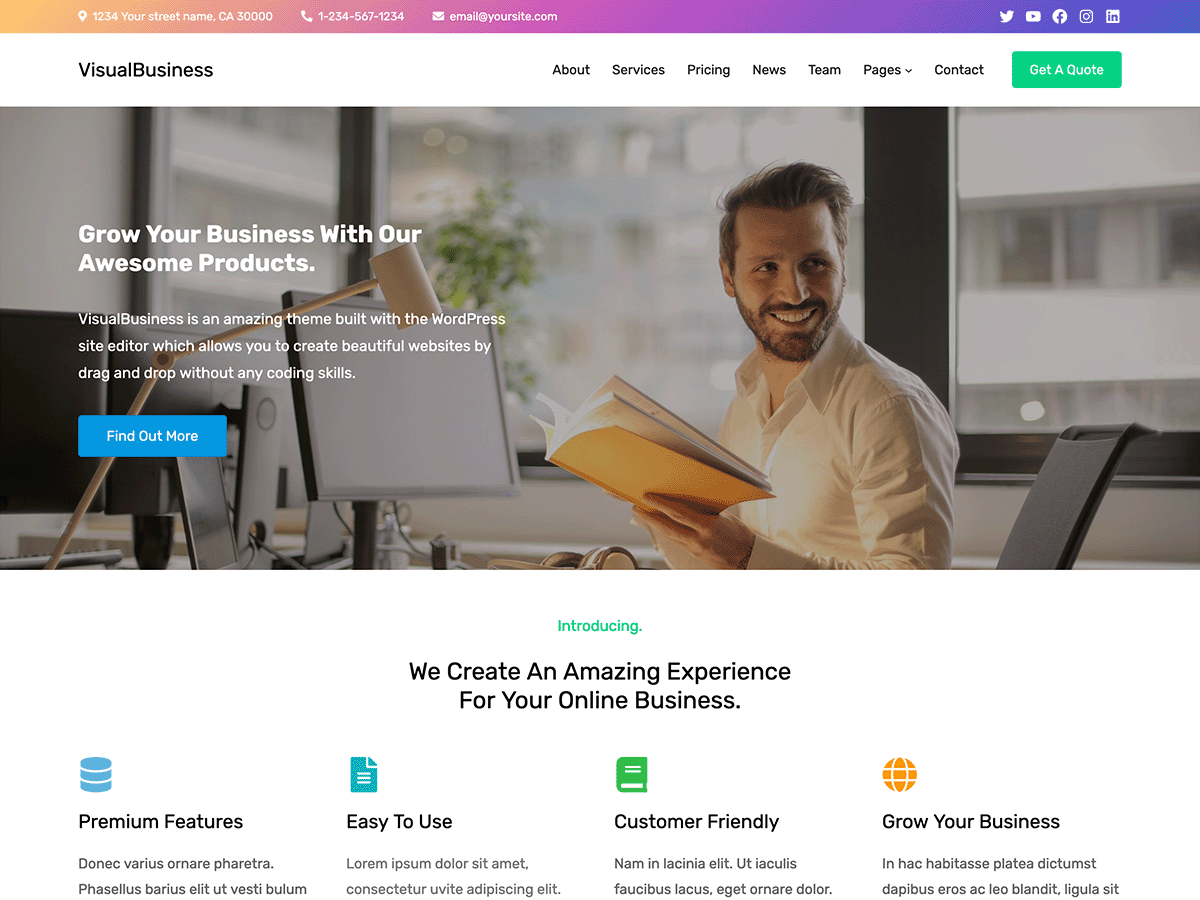 1234 Your street name, CA 30000 1-234-567-1234 email@yoursite.com
VisualBusiness About Services Pricing News Team Pages Contact Get A Quote
Grow Your Business With Our
Awesome Products.
VisualBusiness is an amazing theme built with the WordPress
site editor which allows you to create beautiful websites by
drag and drop without any coding skills.
Find Out More
Introducing.
We Create An Amazing Experience
For Your Online Business.
Premium Features
Donec varius ornare pharetra.
Phasellus barius elit ut vesti bulum
Easy To Use
Lorem ipsum dolor sit amet,
consectetur uvite adipiscing elit.
Customer Friendly
Nam in lacinia elit. Ut iaculis
faucibus lacus, eget ornare dolor.
Grow Your Business
In hac habitasse platea dictumst
dapibus eros ac leo blandit, ligula sit